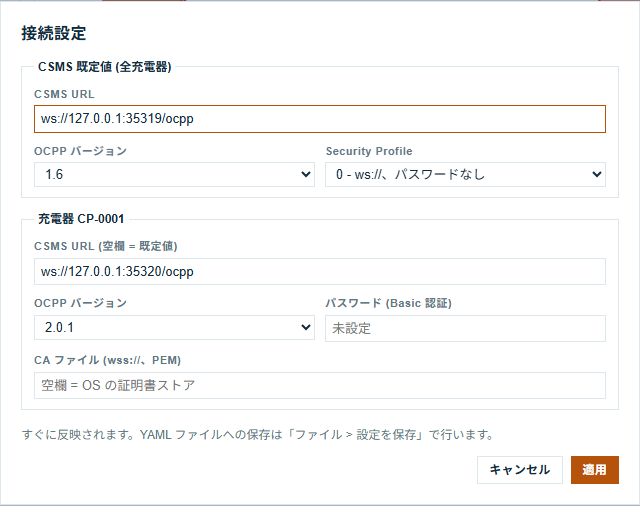 接続設定
CSMS 既定値 (全充電器)
CSMS URL
ws://127.0.0.1:35319/ocpp
OCPP バージョン
Security Profile
1.6
0 - ws://、パスワードなし
充電器 CP-0001
CSMS URL (空欄 = 既定値)
ws://127.0.0.1:35320/ocpp
OCPP バージョン
パスワード (Basic 認証)
2.0.1
未設定
CA ファイル (wss://、PEM)
空欄 = OS の証明書ストア
すぐに反映されます。YAML ファイルへの保存は「ファイル > 設定を保存」で行います。
キャンセル
適用